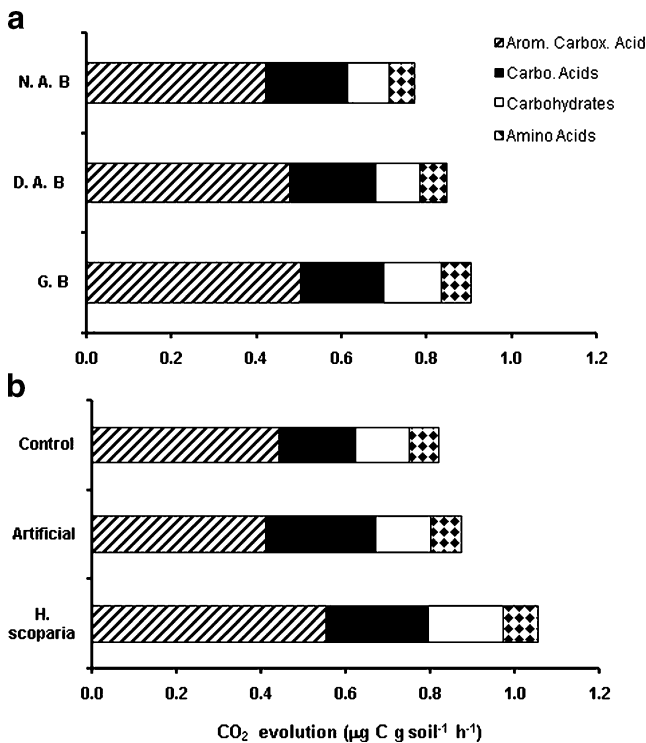 a
Arom. Carbox. Acid
Carbo. Acids
Carbohydrates
Amino Acids
N. A. B
D. A. B
G. B
0.0 0.2 0.4 0.6 0.8 1.0 1.2
b
Control
Artificial
H.
scoparia
0.0 0.2 0.4 0.6 0.8 1.0 1.2
CO₂ evolution (µg C g soil⁻¹ h⁻¹)